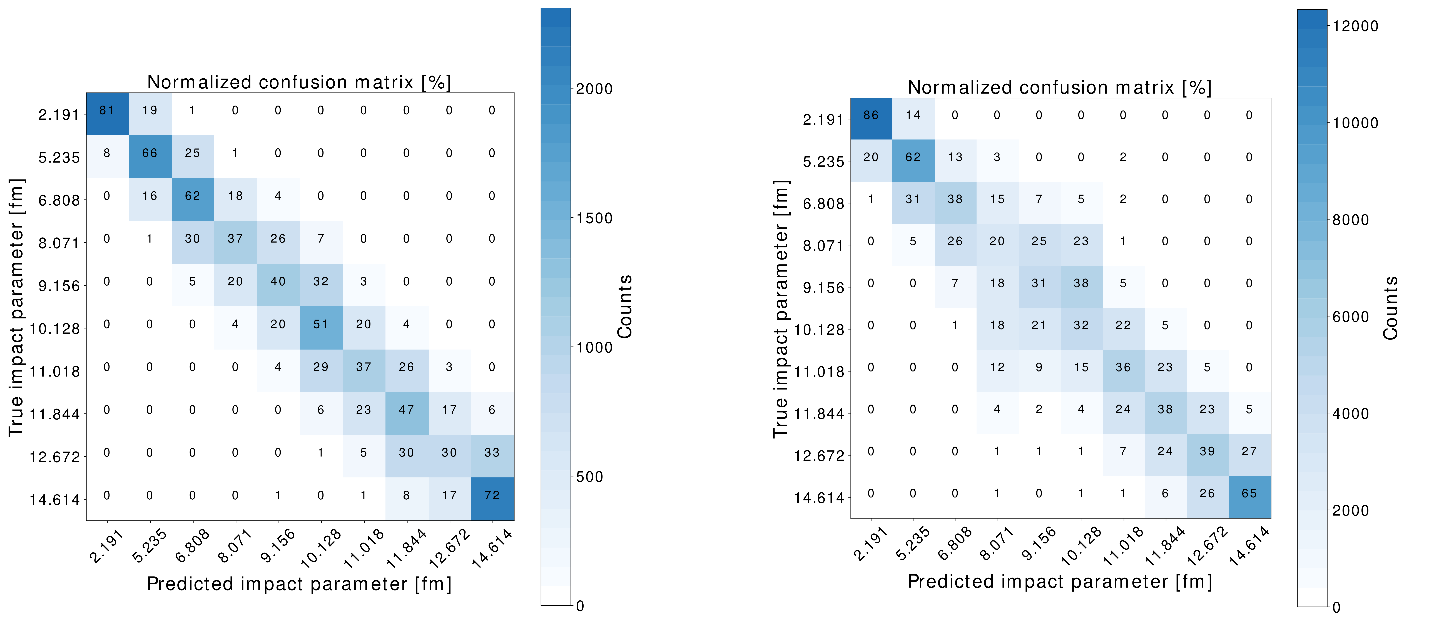 Normalized confusion matrix [%]
True impact parameter [fm]
2.191 81 19 1 0 0 0 0 0 0 0
5.235 8 66 25 1 0 0 0 0 0 0
6.808 0 16 62 18 4 0 0 0 0 0
8.071 0 1 30 37 26 7 0 0 0 0
9.156 0 0 5 20 40 32 3 0 0 0
10.128 0 0 0 4 20 51 20 4 0 0
11.018 0 0 0 0 4 29 37 26 3 0
11.844 0 0 0 0 0 6 23 47 17 6
12.672 0 0 0 0 0 1 5 30 30 33
14.614 0 0 0 0 1 0 1 8 17 72
2.191 5.235 6.808 8.071 9.156 10.128 11.018 11.844 12.672 14.614
Predicted impact parameter [fm]
2000
1500
1000
500
0
Counts
Normalized confusion matrix [%]
True impact parameter [fm]
2.191 86 14 0 0 0 0 0 0 0 0
5.235 20 62 13 3 0 0 2 0 0 0
6.808 1 31 38 15 7 5 2 0 0 0
8.071 0 5 26 20 25 23 1 0 0 0
9.156 0 0 7 18 31 38 5 0 0 0
10.128 0 0 1 18 21 32 22 5 0 0
11.018 0 0 0 12 9 15 36 23 5 0
11.844 0 0 0 4 2 4 24 38 23 5
12.672 0 0 0 1 1 1 7 24 39 27
14.614 0 0 0 1 0 1 1 6 26 65
2.191 5.235 6.808 8.071 9.156 10.128 11.018 11.844 12.672 14.614
Predicted impact parameter [fm]
12000
10000
8000
6000
4000
2000
0
Counts